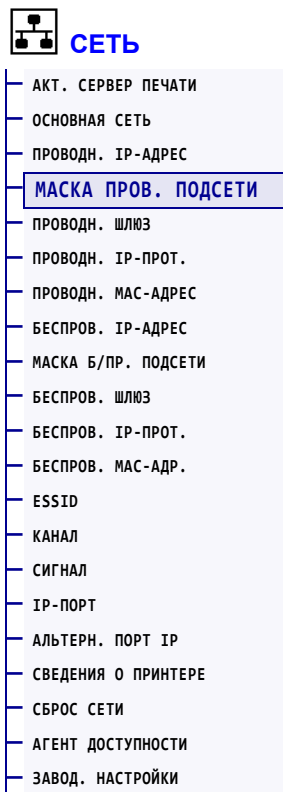 СЕТЬ
АКТ. СЕРВЕР ПЕЧАТИ
ОСНОВНАЯ СЕТЬ
ПРОВОДН. IP-АДРЕС
МАСКА ПРОВ. ПОДСЕТИ
ПРОВОДН. ШЛЮЗ
ПРОВОДН. IP-ПРОТ.
ПРОВОДН. MAC-АДРЕС
БЕСПРОВ. IP-АДРЕС
МАСКА Б/ПР. ПОДСЕТИ
БЕСПРОВ. ШЛЮЗ
БЕСПРОВ. IP-ПРОТ.
БЕСПРОВ. MAC-АДР.
ESSID
КАНАЛ
СИГНАЛ
IP-ПОРТ
АЛЬТЕРН. ПОРТ IP
СВЕДЕНИЯ О ПРИНТЕРЕ
СБРОС СЕТИ
АГЕНТ ДОСТУПНОСТИ
ЗАВОД. НАСТРОЙКИ